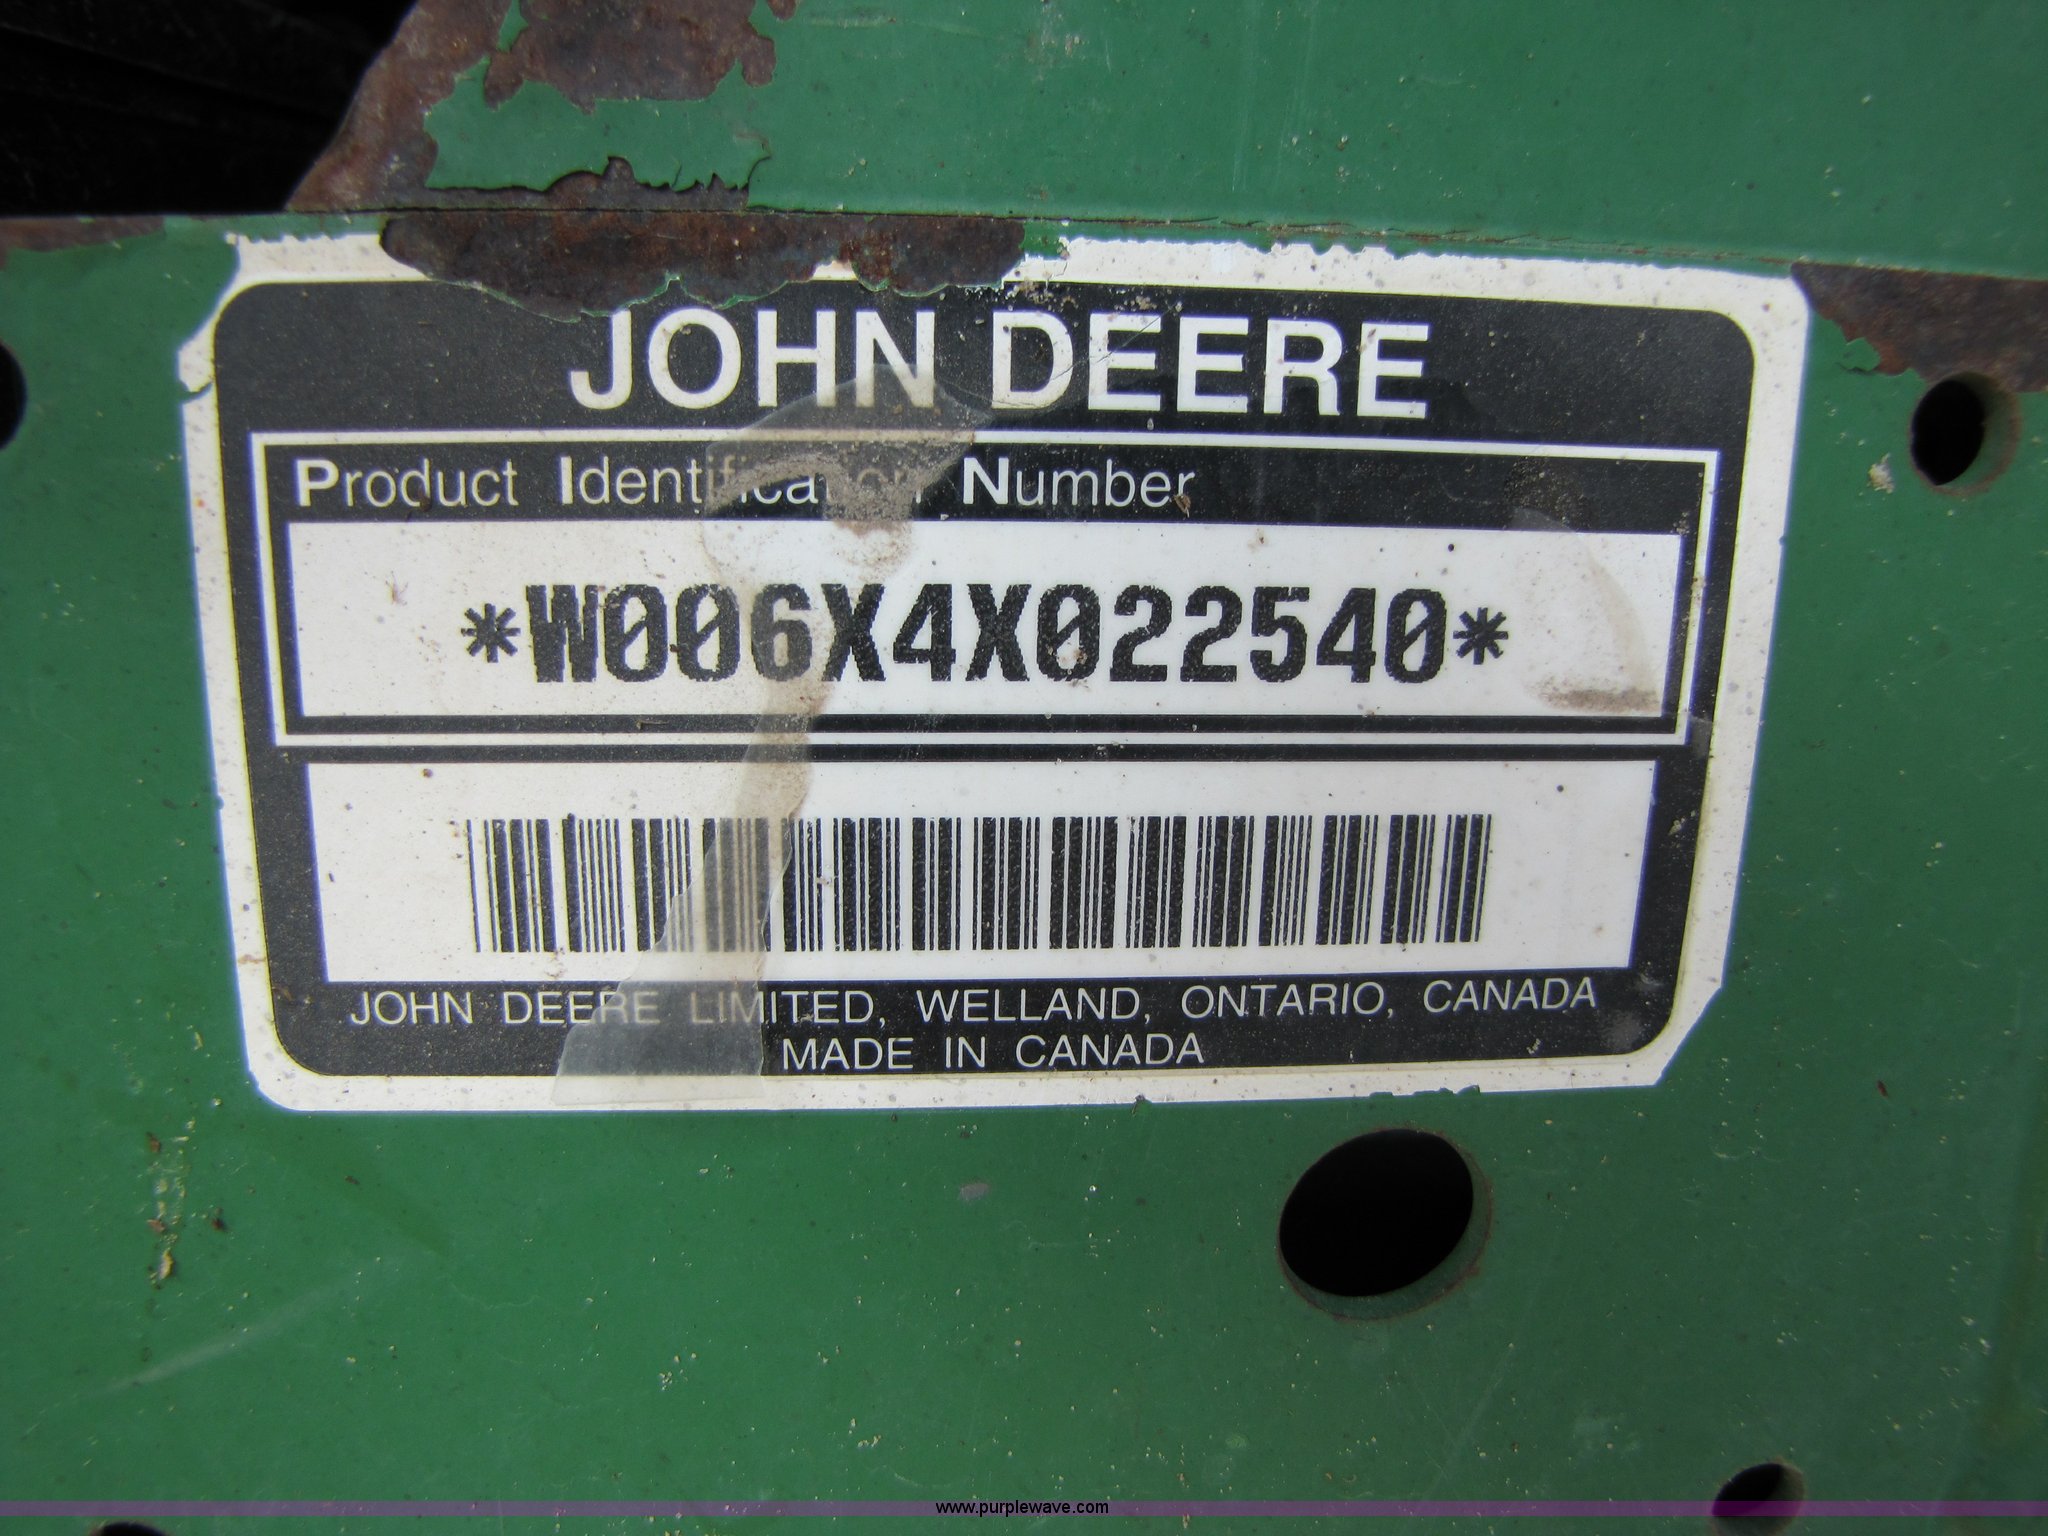 JOHN DEERE
Product Identification Number
*W006X4X022540*
JOHN DEERE LIMITED, WELLAND, ONTARIO, CANADA
MADE IN CANADA
www.purplewave.com